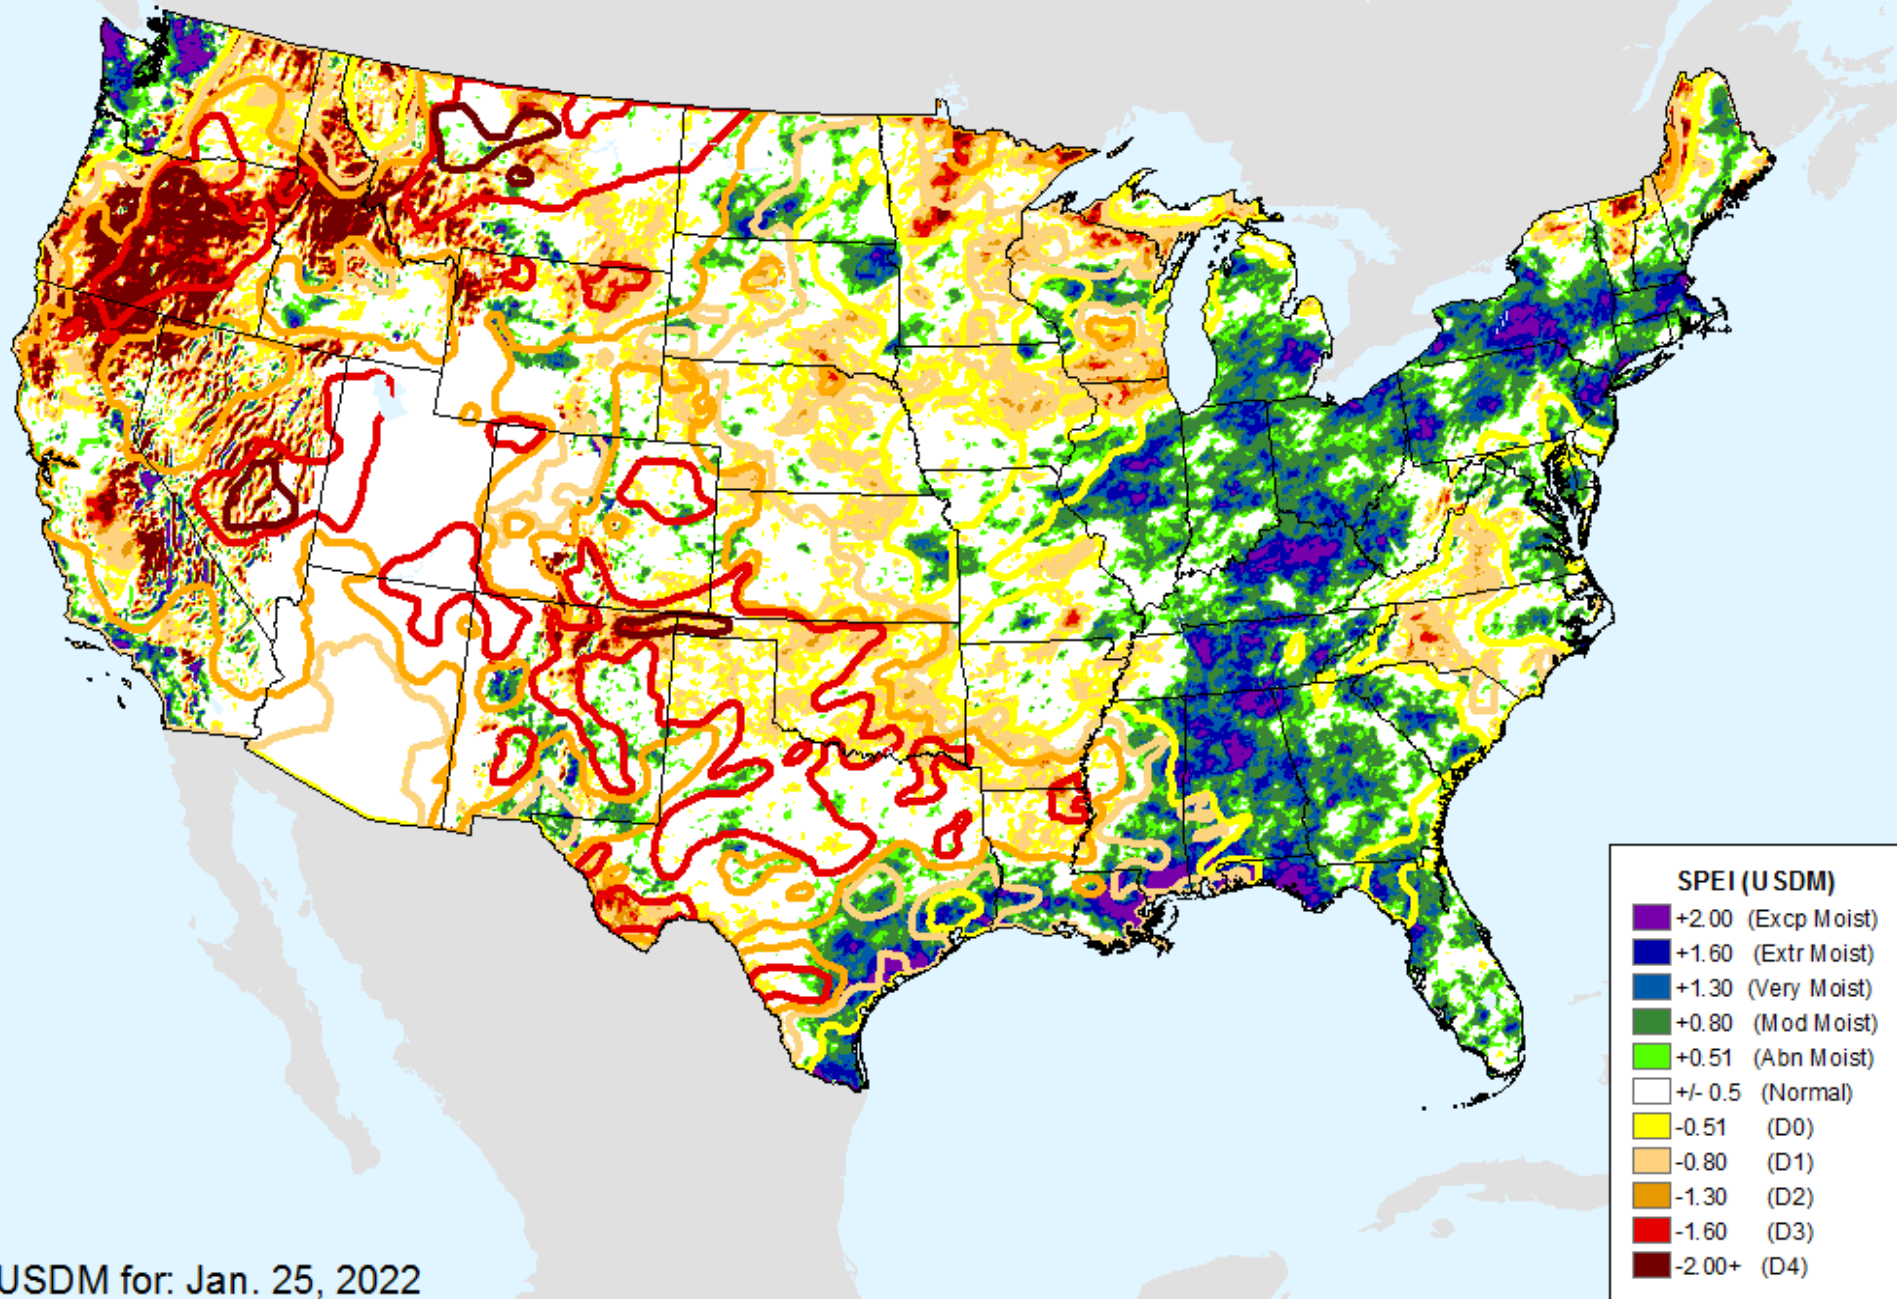 SPEI (USDM)
+2.00 (Excp Moist)
+1.60 (Extr Moist)
+1.30 (Very Moist)
+0.80 (Mod Moist)
+0.51 (Abn Moist)
+/- 0.5 (Normal)
-0.51 (D0)
-0.80 (D1)
-1.30 (D2)
-1.60 (D3)
-2.00+ (D4)
USDM for: Jan. 25, 2022